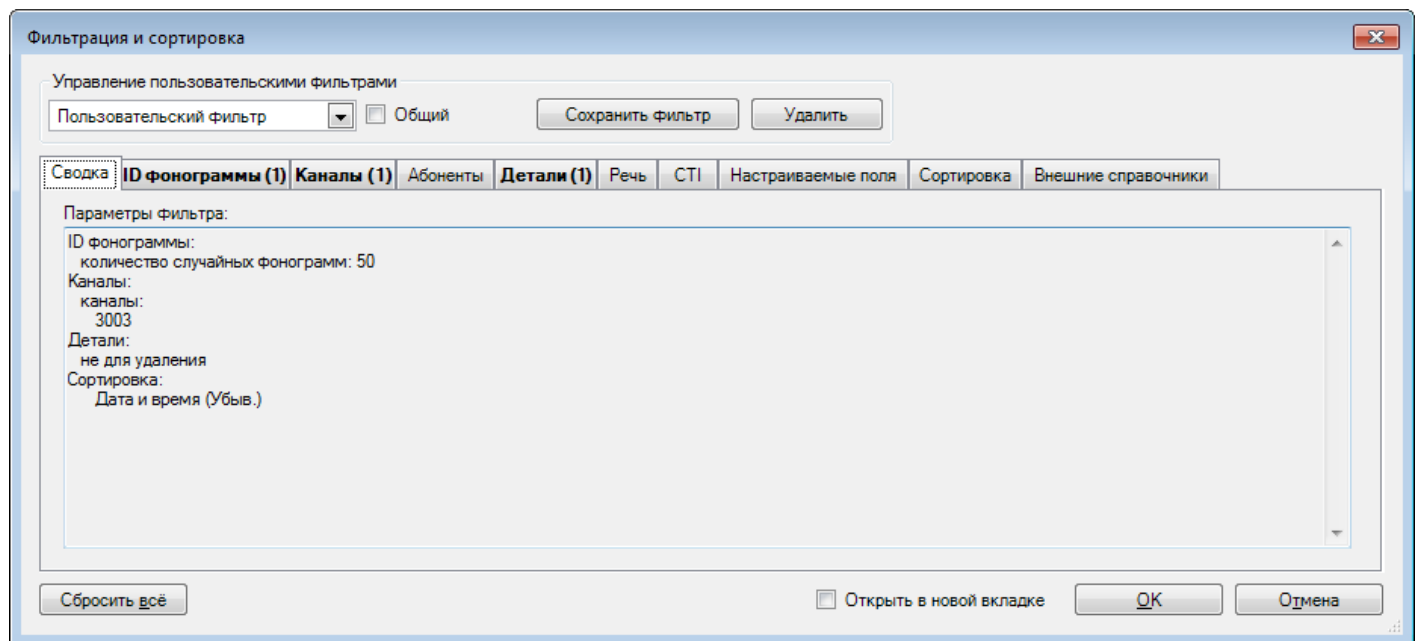 Фильтрация и сортировка
Управление пользовательскими фильтрами
Пользовательский фильтр Общий Сохранить фильтр Удалить
Сводка ID фонограммы (1) Каналы (1) Абоненты Детали (1) Речь CTI Настраиваемые поля Сортировка Внешние справочники
Параметры фильтра:
ID фонограммы:
количество случайных фонограмм: 50
Каналы:
каналы:
3003
Детали:
не для удаления
Сортировка:
Дата и время (Убыв.)
Сбросить всё Открыть в новой вкладке OK Отмена